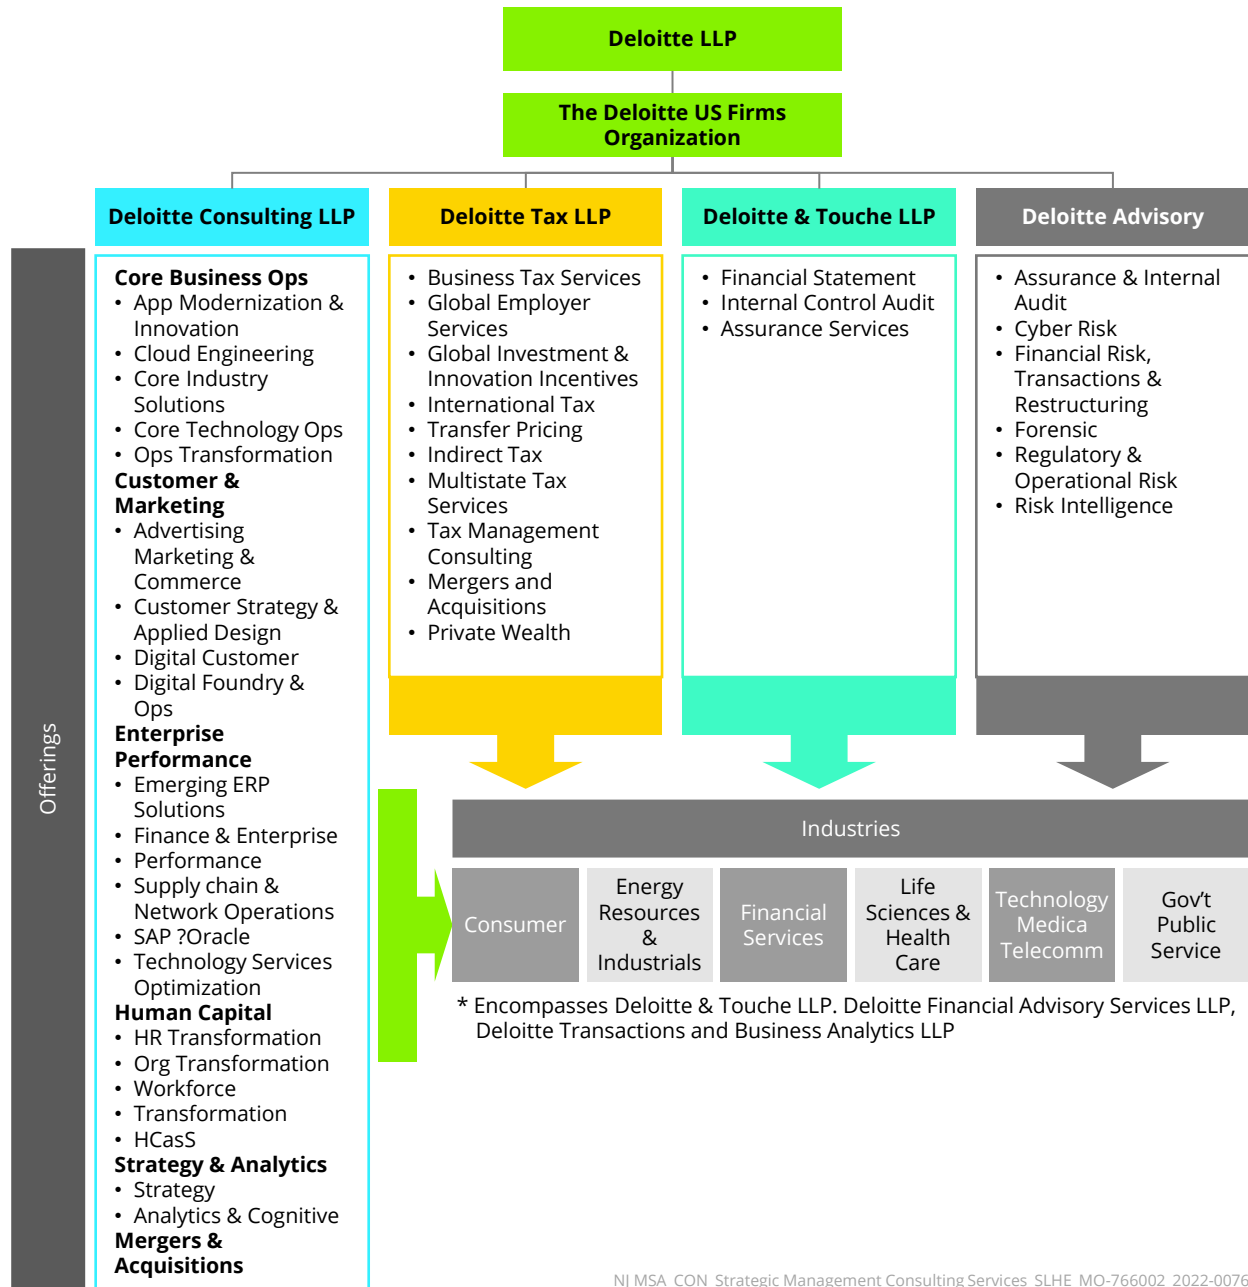 Deloitte LLP
The Deloitte US Firms
Organization
Deloitte Consulting LLP
Deloitte Tax LLP
Deloitte & Touche LLP
Deloitte Advisory
Offerings
Core Business Ops
• App Modernization &
Innovation
• Cloud Engineering
• Core Industry
Solutions
• Core Technology Ops
• Ops Transformation
Customer &
Marketing
• Advertising
Marketing &
Commerce
• Customer Strategy &
Applied Design
• Digital Customer
• Digital Foundry &
Ops
Enterprise
Performance
• Emerging ERP
Solutions
• Finance & Enterprise
• Performance
• Supply chain &
Network Operations
• SAP ?Oracle
• Technology Services
Optimization
Human Capital
• HR Transformation
• Org Transformation
• Workforce
• Transformation
• HCasS
Strategy & Analytics
• Strategy
• Analytics & Cognitive
Mergers &
Acquisitions
• Business Tax Services
• Global Employer
Services
• Global Investment &
Innovation Incentives
• International Tax
• Transfer Pricing
• Indirect Tax
• Multistate Tax
Services
• Tax Management
Consulting
• Mergers and
Acquisitions
• Private Wealth
• Financial Statement
• Internal Control Audit
• Assurance Services
• Assurance & Internal
Audit
• Cyber Risk
• Financial Risk,
Transactions &
Restructuring
• Forensic
• Regulatory &
Operational Risk
• Risk Intelligence
Industries
Consumer
Energy
Resources
&
Industrials
Financial
Services
Life
Sciences &
Health
Care
Technology
Medica
Telecomm
Gov't
Public
Service
* Encompasses Deloitte & Touche LLP. Deloitte Financial Advisory Services LLP,
Deloitte Transactions and Business Analytics LLP
NJ MSA_CON_Strategic Management Consulting Services_SLHE_MO-766002_2022-0076